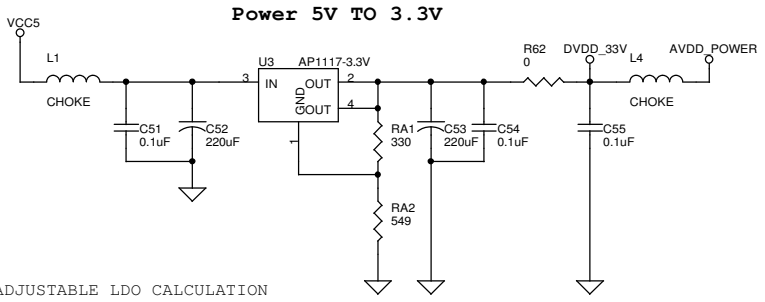 Power 5V TO 3.3V
VCC5
L1
CHOKE
U3 AP1117-3.3V
3 IN
OUT 2
OUT 4
GND
1
C51
0.1uF
C52
220uF
RA1
330
RA2
549
C53
220uF
C54
0.1uF
R62
0
DVDD_33V
L4
CHOKE
AVDD_POWER
C55
0.1uF
ADJUSTABLE LDO CALCULATION